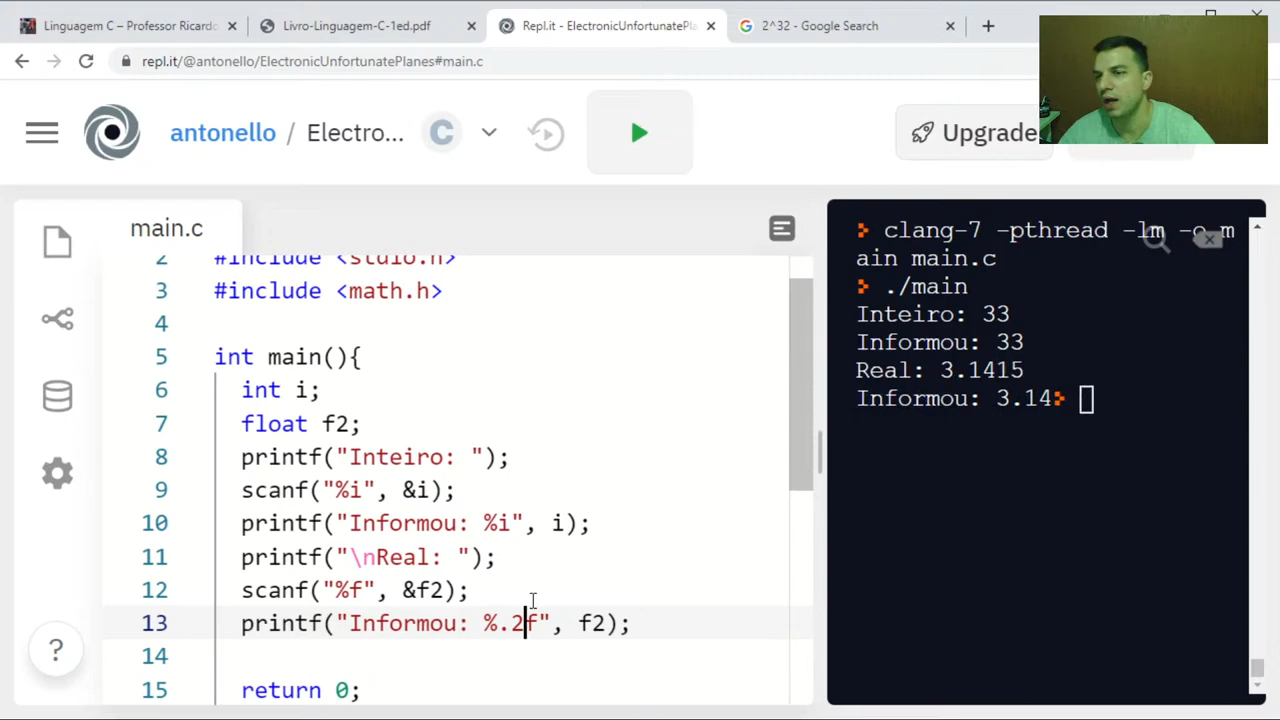 Linguagem C – Professor Ricardo
Livro-Linguagem-C-1ed.pdf
Repl.it - ElectronicUnfortunatePla
2^32 - Google Search
repl.it/@antonello/ElectronicUnfortunatePlanes#main.c
antonello / Electro...
C
Upgrade
main.c
2 #include <stdio.h>
3 #include <math.h>
4
5 int main(){
6 int i;
7 float f2;
8 printf("Inteiro: ");
9 scanf("%i", &i);
10 printf("Informou: %i", i);
11 printf("\nReal: ");
12 scanf("%f", &f2);
13 printf("Informou: %.2f", f2);
14
15 return 0;
?
clang-7 -pthread -lm -o m
ain main.c
./main
Inteiro: 33
Informou: 33
Real: 3.1415
Informou: 3.14